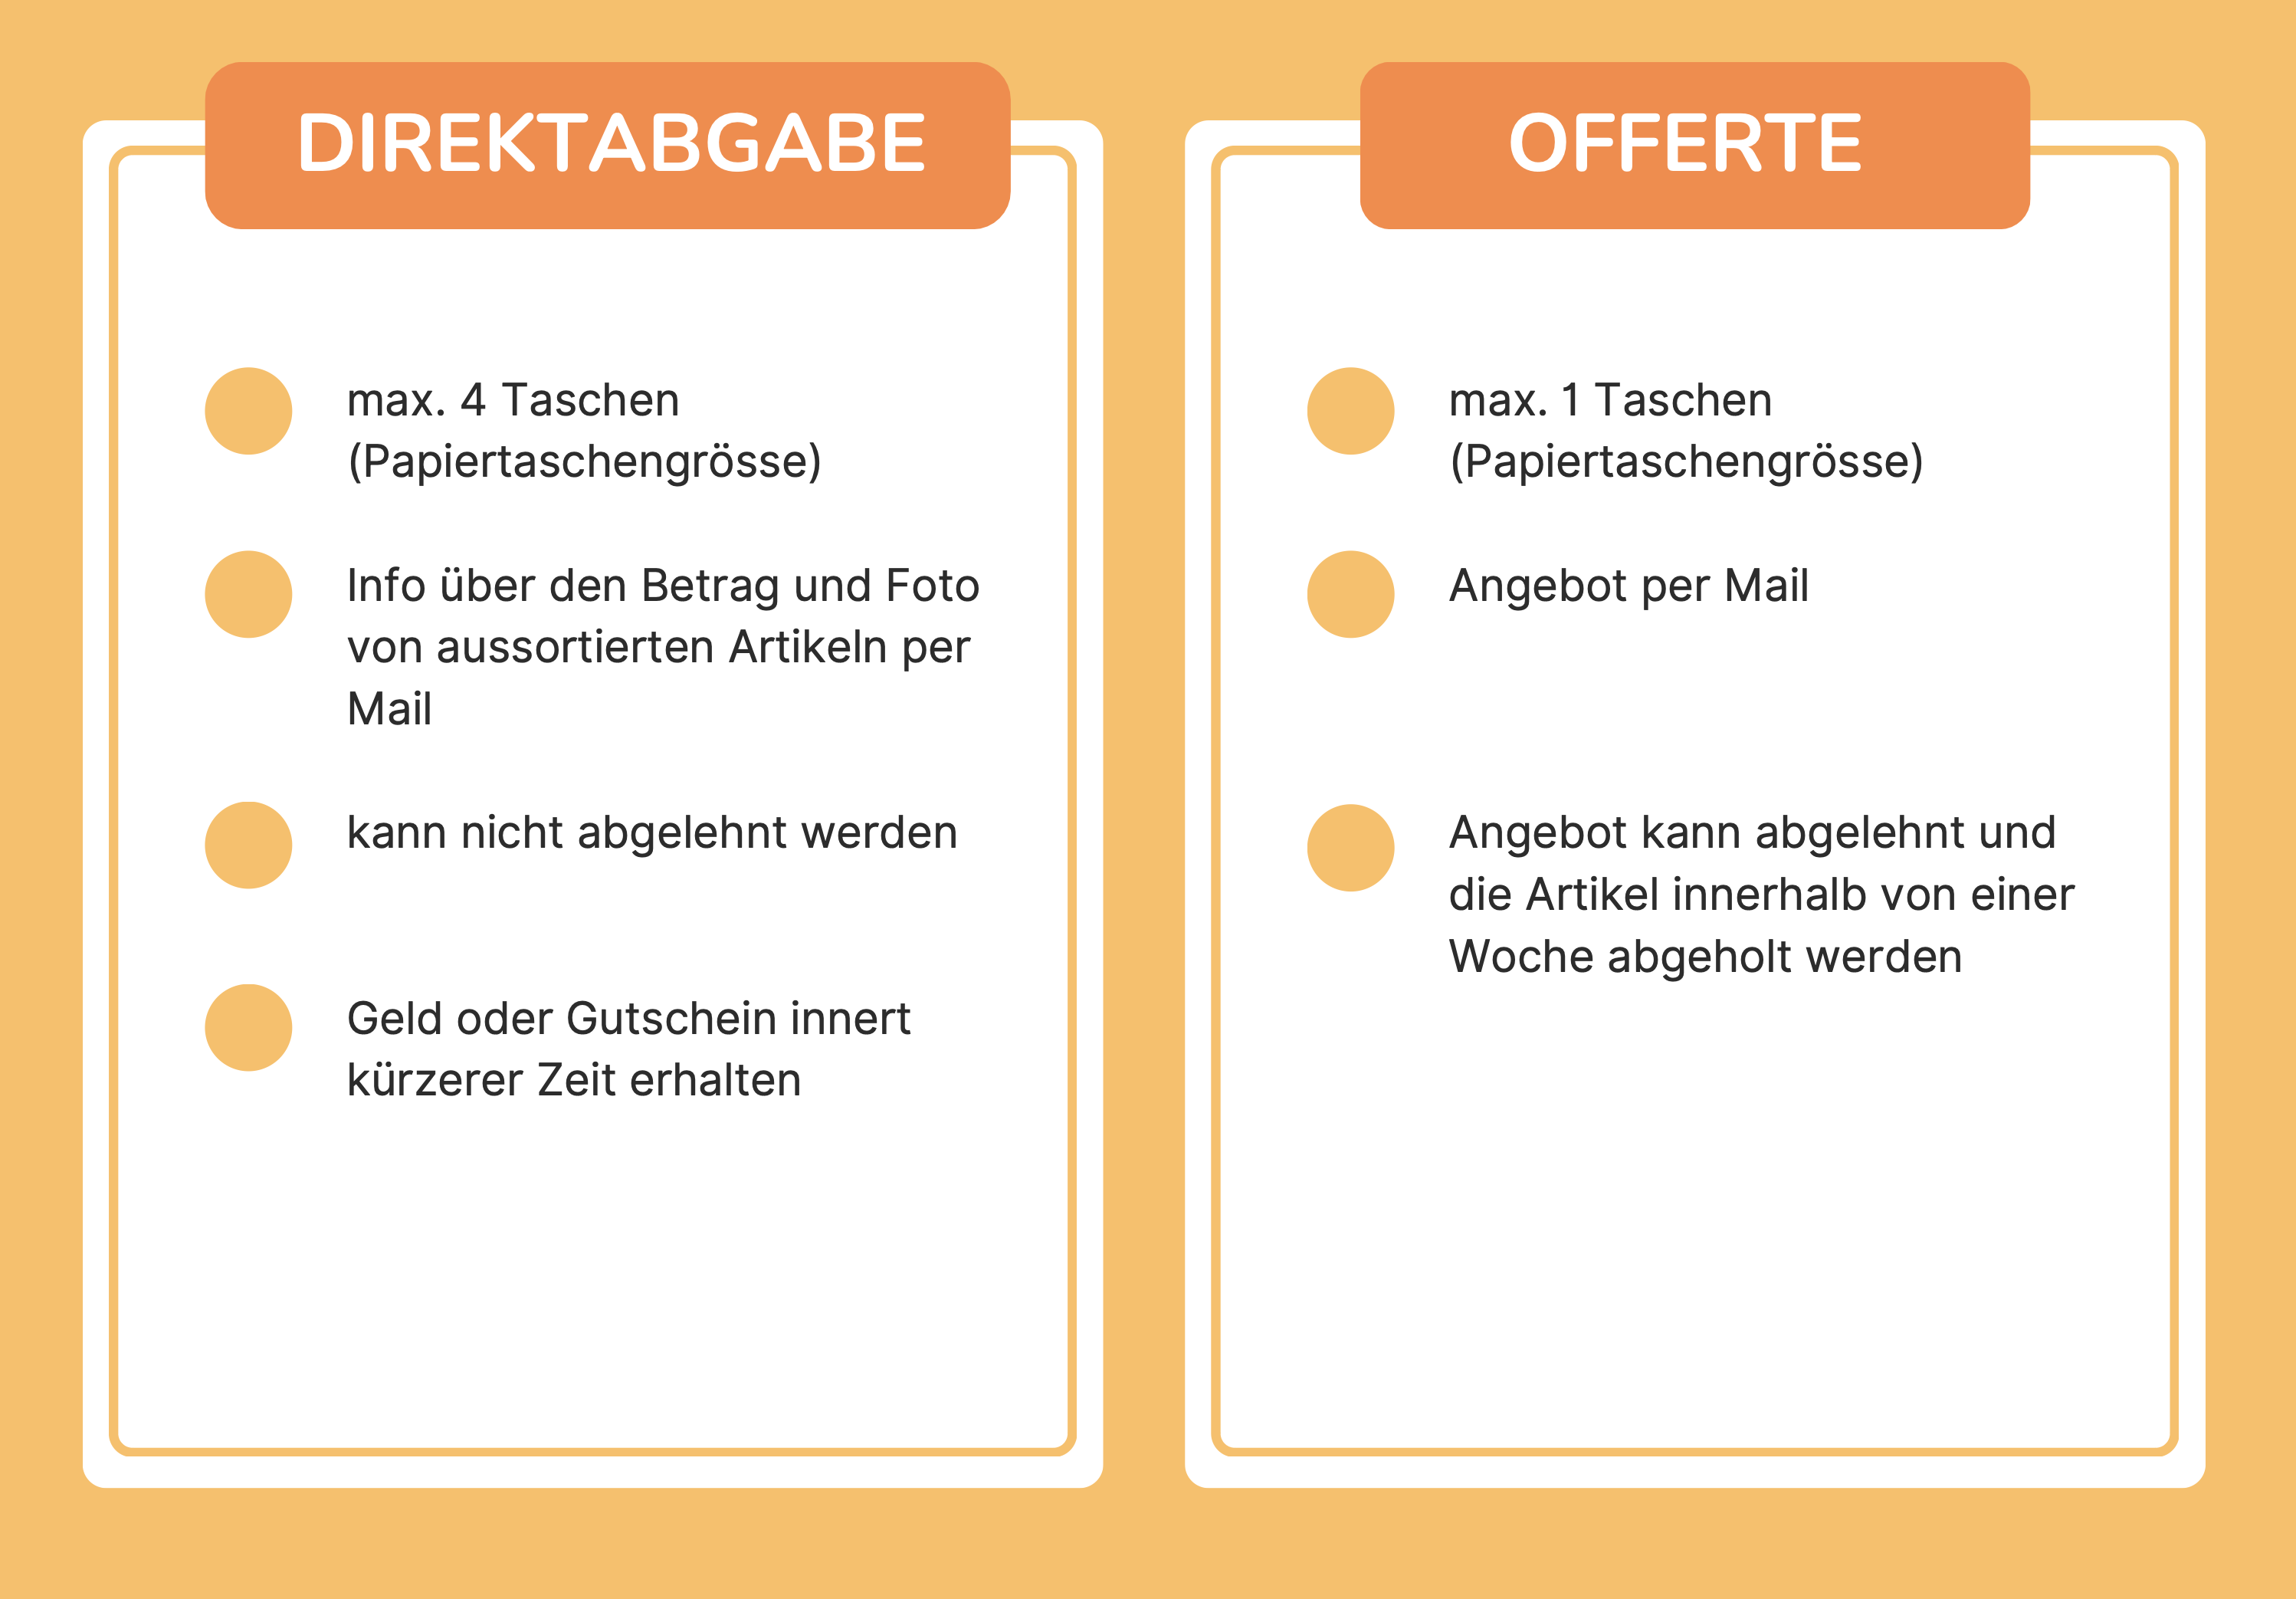 DIREKTABGABE
max. 4 Taschen
(Papiertaschengrösse)
Info über den Betrag und Foto
von aussortierten Artikeln per
Mail
kann nicht abgelehnt werden
Geld oder Gutschein innert
kürzerer Zeit erhalten
OFFERTE
max. 1 Taschen
(Papiertaschengrösse)
Angebot per Mail
Angebot kann abgelehnt und
die Artikel innerhalb von einer
Woche abgeholt werden